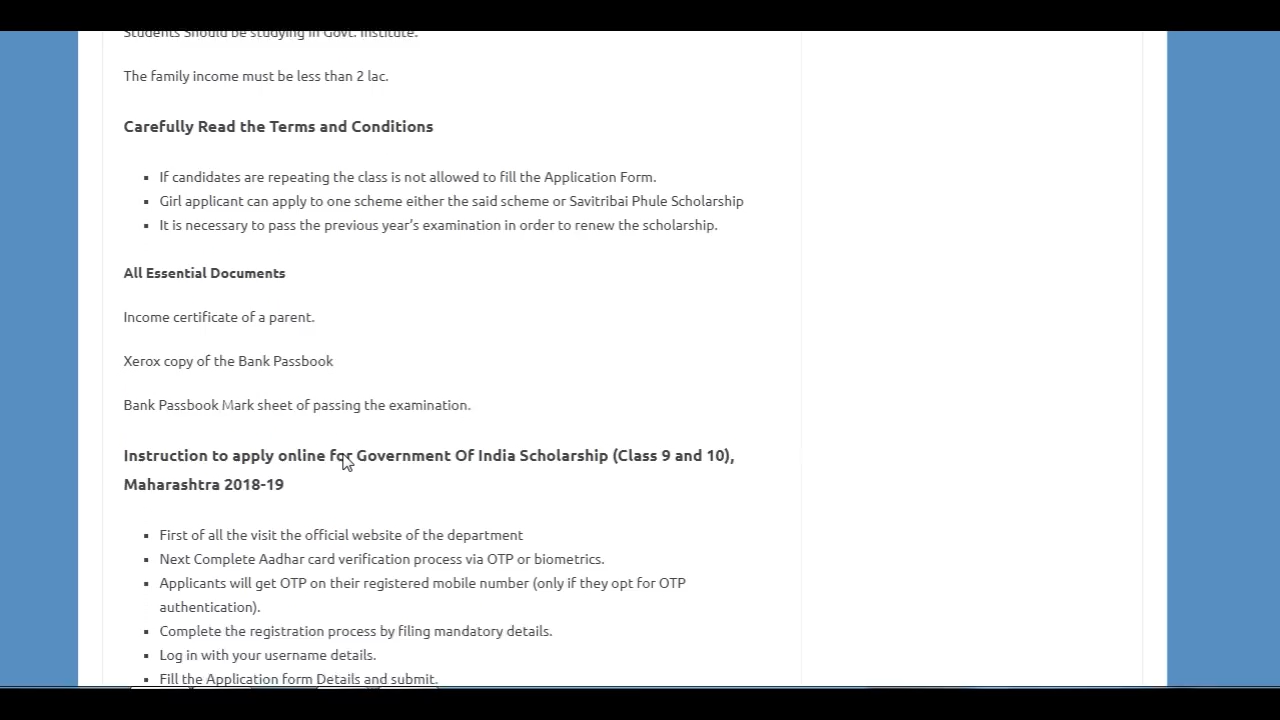 Students Should be studying in Govt. Institute.
The family income must be less than 2 lac.
Carefully Read the Terms and Conditions
If candidates are repeating the class is not allowed to fill the Application Form.
Girl applicant can apply to one scheme either the said scheme or Savitribai Phule Scholarship
It is necessary to pass the previous year's examination in order to renew the scholarship.
All Essential Documents
Income certificate of a parent.
Xerox copy of the Bank Passbook
Bank Passbook Mark sheet of passing the examination.
Instruction to apply online for Government Of India Scholarship (Class 9 and 10),
Maharashtra 2018-19
First of all the visit the official website of the department
Next Complete Aadhar card verification process via OTP or biometrics.
Applicants will get OTP on their registered mobile number (only if they opt for OTP
authentication).
Complete the registration process by filing mandatory details.
Log in with your username details.
Fill the Application form Details and submit.